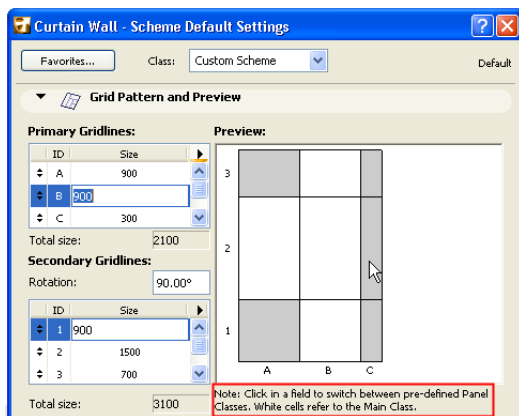 Curtain Wall - Scheme Default Settings
Favorites...
Class:
Custom Scheme
Default
Grid Pattern and Preview
Primary Gridlines:
Preview:
ID Size
A 900
B 900
C 300
Total size: 2100
Secondary Gridlines:
Rotation: 90.00°
ID Size
1 900
2 1500
3 700
Total size: 3100
3
2
1
A B C
Note: Click in a field to switch between pre-defined Panel
Classes. White cells refer to the Main Class.